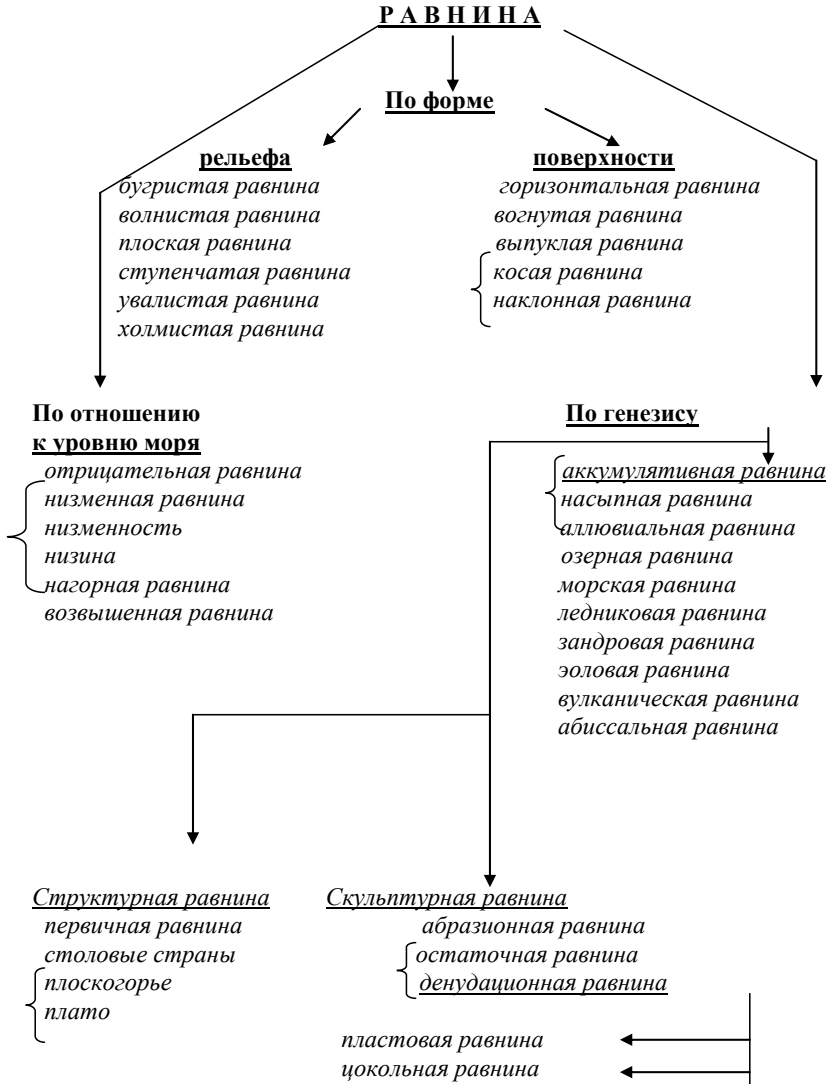 Р А В Н И Н А
По форме
рельефа
бугристая равнина
волнистая равнина
плоская равнина
ступенчатая равнина
увалистая равнина
холмистая равнина
поверхности
горизонтальная равнина
вогнутая равнина
выпуклая равнина
косая равнина
наклонная равнина
По отношению
к уровню моря
отрицательная равнина
низменная равнина
низменность
низина
нагорная равнина
возвышенная равнина
По генезису
аккумулятивная равнина
насыпная равнина
аллювиальная равнина
озерная равнина
морская равнина
ледниковая равнина
зандровая равнина
эоловая равнина
вулканическая равнина
абиссальная равнина
Структурная равнина
первичная равнина
столовые страны
плоскогорье
плато
Скульптурная равнина
абразионная равнина
остаточная равнина
денудационная равнина
пластовая равнина
цокольная равнина